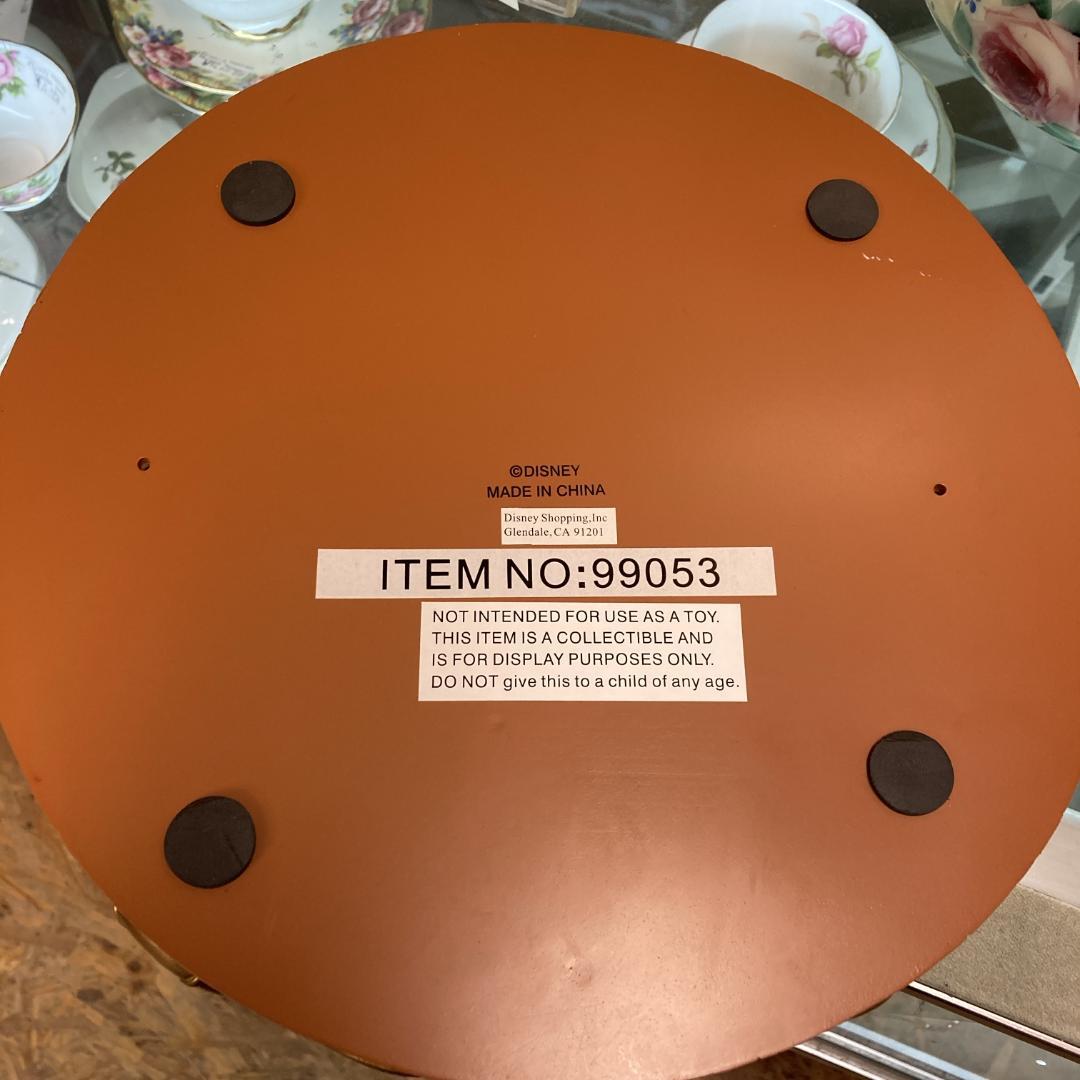 ©DISNEY
MADE IN CHINA
Disney Shopping,Inc
Glendale, CA 91201
ITEM NO:99053
NOT INTENDED FOR USE AS A TOY.
THIS ITEM IS A COLLECTIBLE AND
IS FOR DISPLAY PURPOSES ONLY.
DO NOT give this to a child of any age.